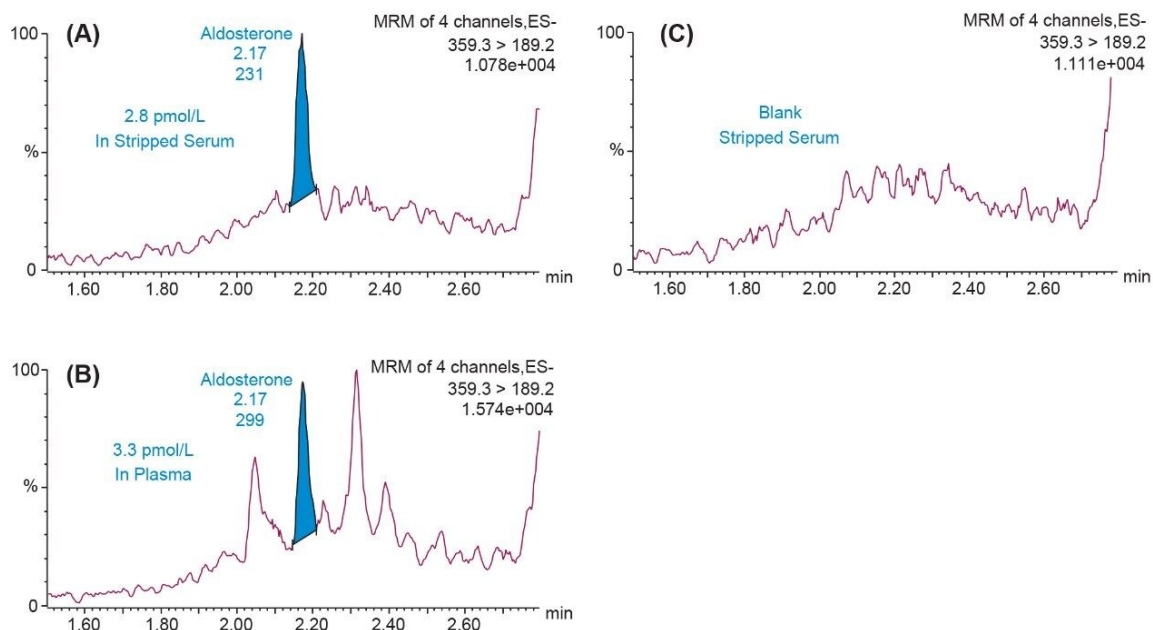 (A)
Aldosterone
2.17
231
MRM of 4 channels,ES-
359.3 > 189.2
1.078e+004
2.8 pmol/L
In Stripped Serum
100
%
0
1.60 1.80 2.00 2.20 2.40 2.60 min
(C)
MRM of 4 channels,ES-
359.3 > 189.2
1.111e+004
Blank
Stripped Serum
100
%
0
1.60 1.80 2.00 2.20 2.40 2.60 min
(B)
Aldosterone
2.17
299
MRM of 4 channels,ES-
359.3 > 189.2
1.574e+004
3.3 pmol/L
In Plasma
100
%
0
1.60 1.80 2.00 2.20 2.40 2.60 min